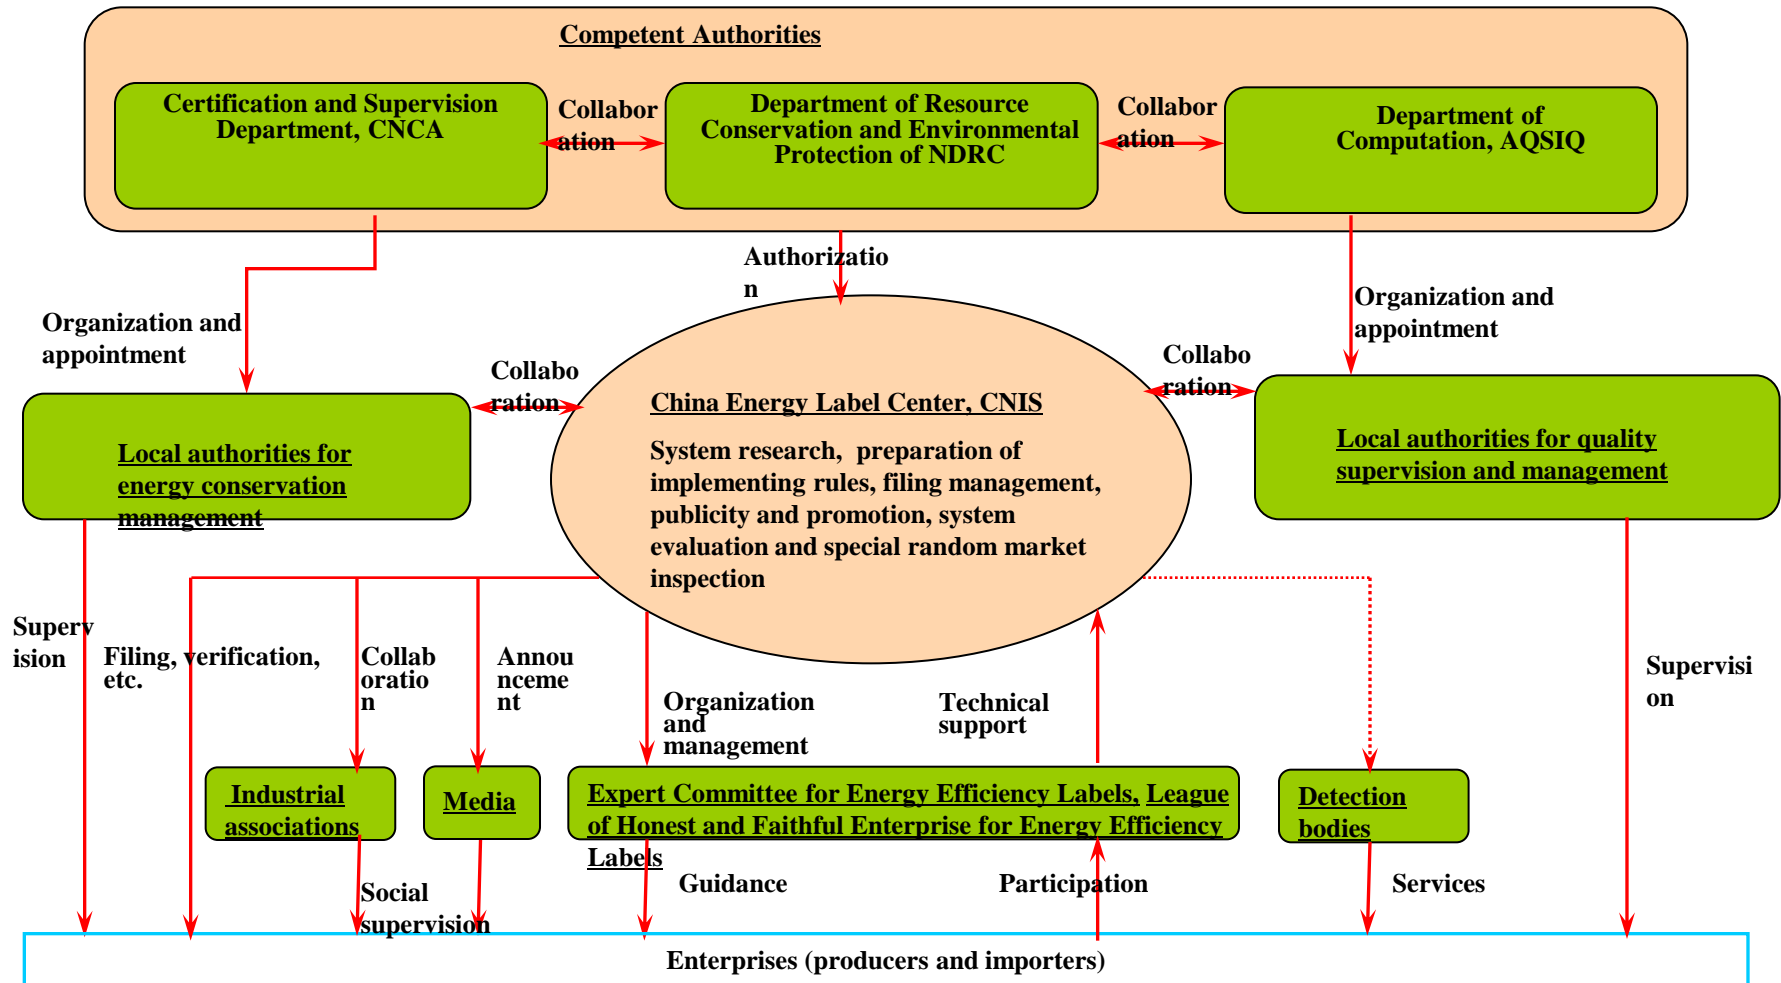 Competent Authorities
Certification and Supervision
Department, CNCA
Collabor
ation
Department of Resource
Conservation and Environmental
Protection of NDRC
Collabor
ation
Department of
Computation, AQSIQ
Authorizatio
n
Organization and
appointment
Organization and
appointment
Collabo
ration
Collabo
ration
Local authorities for
energy conservation
management
China Energy Label Center, CNIS
System research, preparation of
implementing rules, filing management,
publicity and promotion, system
evaluation and special random market
inspection
Local authorities for quality
supervision and management
Superv
ision
Filing, verification,
etc.
Collab
oratio
n
Annou
nceme
nt
Organization
and
management
Technical
support
Supervisi
on
Industrial
associations
Media
Expert Committee for Energy Efficiency Labels, League
of Honest and Faithful Enterprise for Energy Efficiency
Labels
Detection
bodies
Social
supervision
Guidance
Participation
Services
Enterprises (producers and importers)